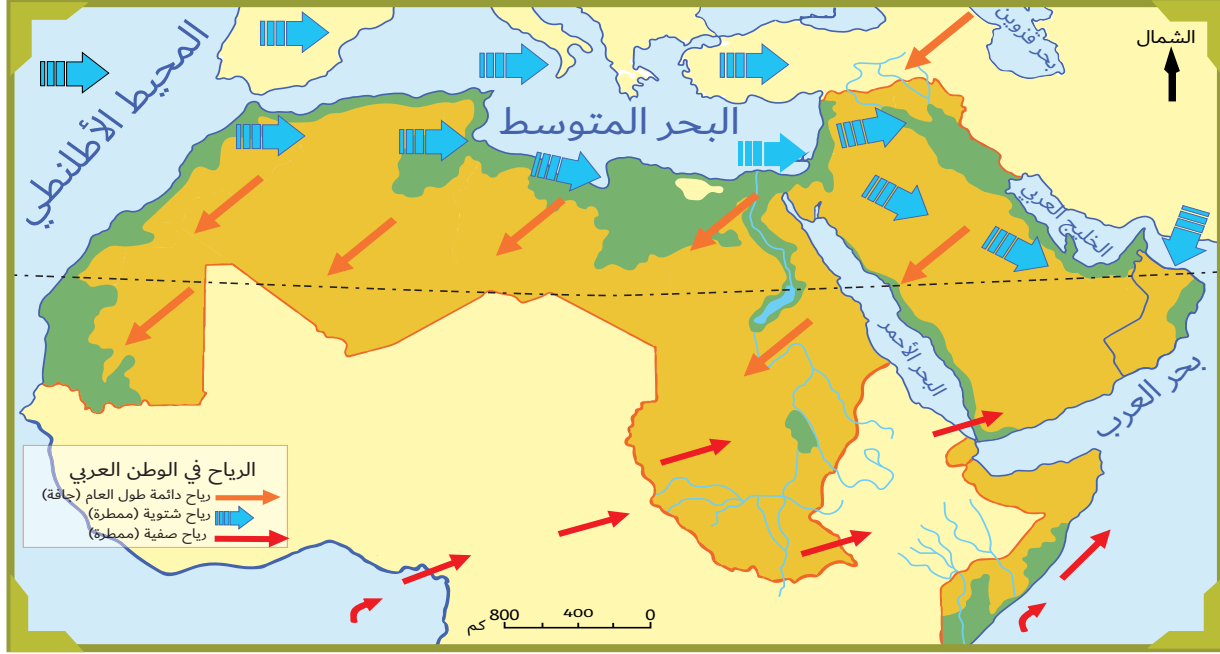 الشمال
بحر قزوين
المحيط الأطلنطي
البحر المتوسط
الخليج العربي
البحر الأحمر
بحر العرب
الرياح في الوطن العربي
رياح دائمة طول العام (جافة)
رياح شتوية (ممطرة)
رياح صفية (ممطرة)
800 400 0
كم